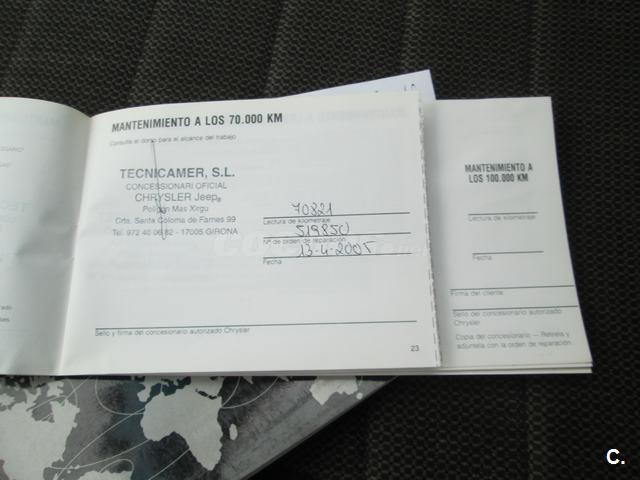 MANTENIMIENTO A LOS 70.000 KM
Consulte el dorso para el alcance del trabajo
TECNICAMER, S.L.
CONCESSIONARI OFICIAL
CHRYSLER Jeep®
Polígon Mas Xirgu
Crta. Santa Coloma de Farnes 99
Tel. 972 40 06 82 - 17005 GIRONA
70821
Lectura de kilometraje
519850
Nº de orden de reparación
13-4-2005
Fecha
Sello y firma del concesionario autorizado Chrysler
23
MANTENIMIENTO A
LOS 100.000 KM
Lectura de kilometraje
Fecha
Firma del cliente
Sello del concesionario autorizado
Chrysler
Copia del concesionario — Retírela y
adjúntela con la orden de reparación.
C.